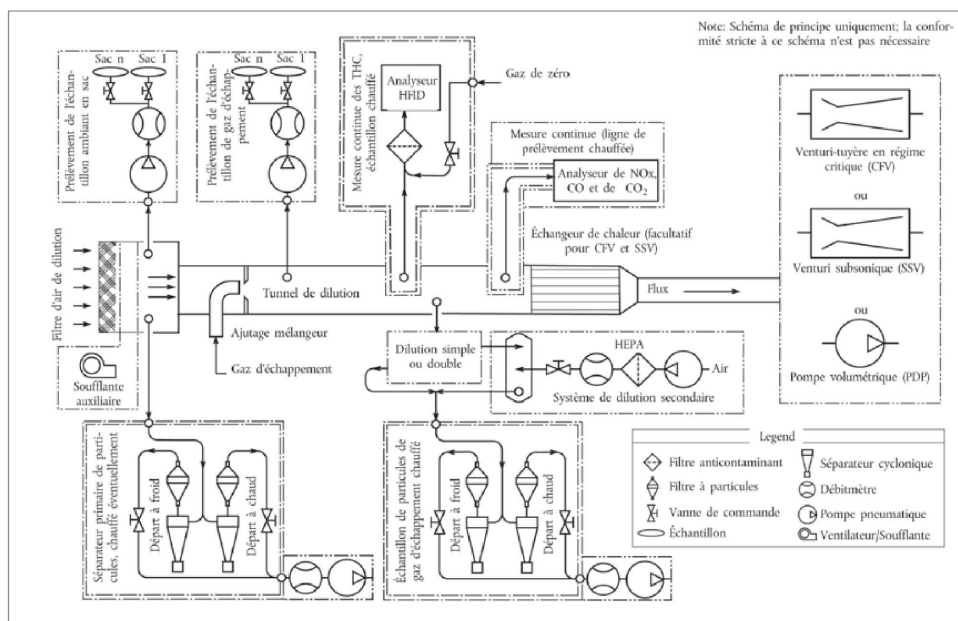 Note: Schéma de principe uniquement; la confor-
mité stricte à ce schéma n'est pas nécessaire
Sac n Sac 1
Prélèvement de l'échan-
tillon ambiant en sac
Sac n Sac 1
Prélèvement de l'échan-
tillon de gaz d'échap-
pement
Mesure continue des THC,
échantillon chauffé
Analyseur
HFID
Gaz de zéro
Mesure continue (ligne de
prélèvement chauffée)
Analyseur de NOx,
CO et de CO2
Échangeur de chaleur (facultatif
pour CFV et SSV)
Venturi-tuyère en régime
critique (CFV)
ou
Venturi subsonique (SSV)
ou
Pompe volumétrique (PDP)
Filtre d'air de dilution
Tunnel de dilution
Flux
Ajutage mélangeur
Gaz d'échappement
Soufflante
auxiliaire
Dilution simple
ou double
HEPA
Air
Système de dilution secondaire
Séparateur primaire de parti-
cules, chauffé éventuellement
Départ à froid
Départ à chaud
Échantillon de particules de
gaz d'échappement chauffé
Départ à froid
Départ à chaud
Legend
Filtre anticontaminant
Séparateur cyclonique
Filtre à particules
Débitmètre
Vanne de commande
Pompe pneumatique
Échantillon
Ventilateur/Soufflante